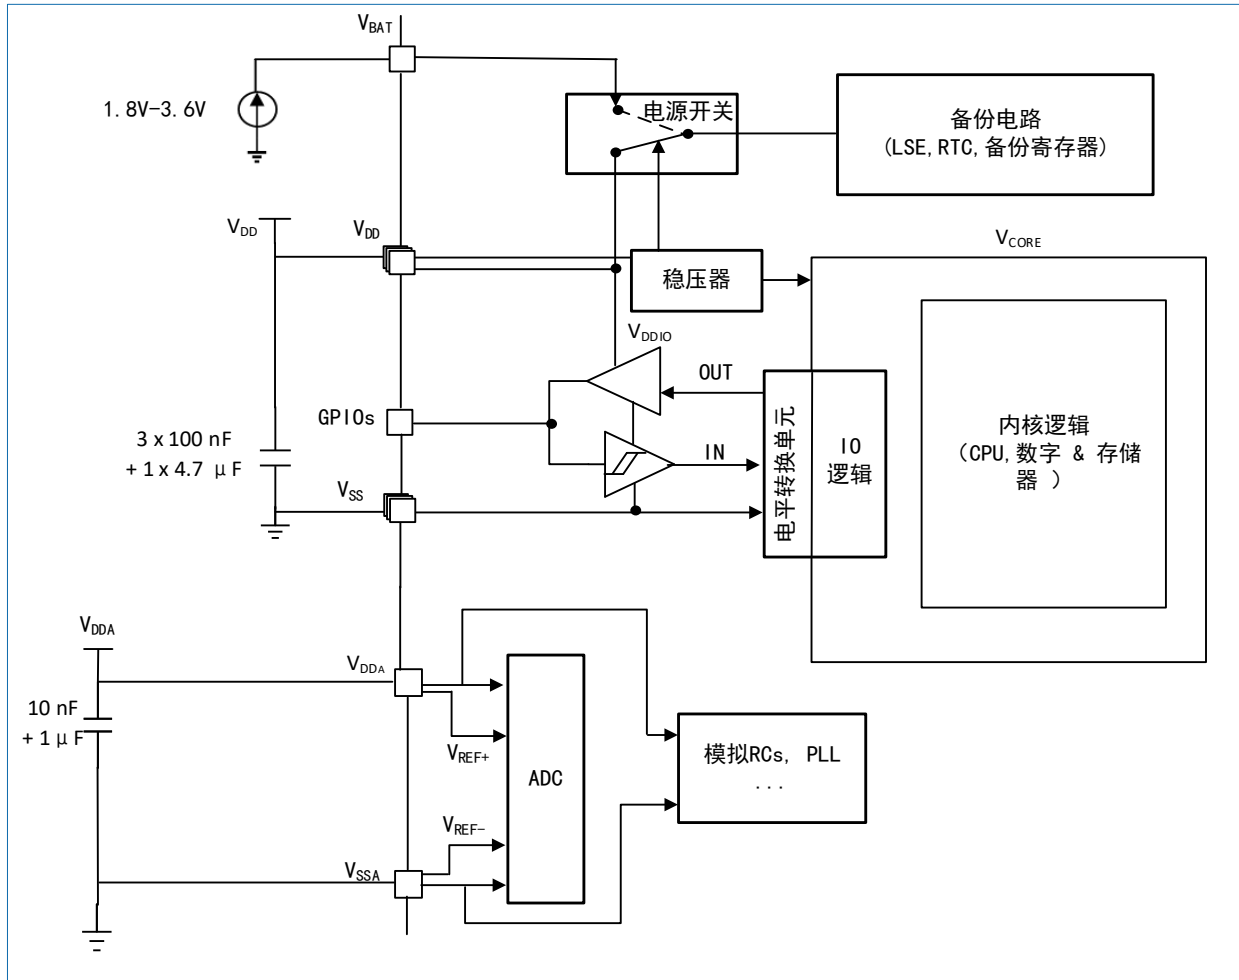 VBAT
1.8V-3.6V
电源开关
备份电路
(LSE,RTC,备份寄存器)
VDD
VDD
VCORE
稳压器
VDDIO
OUT
GPIOs
3 x 100 nF
+ 1 x 4.7 μF
IN
电平转换单元
IO
逻辑
内核逻辑
(CPU,数字 & 存储
器 )
VSS
VDDA
VDDA
10 nF
+ 1 μF
VREF+
ADC
模拟RCs, PLL
...
VREF-
VSSA